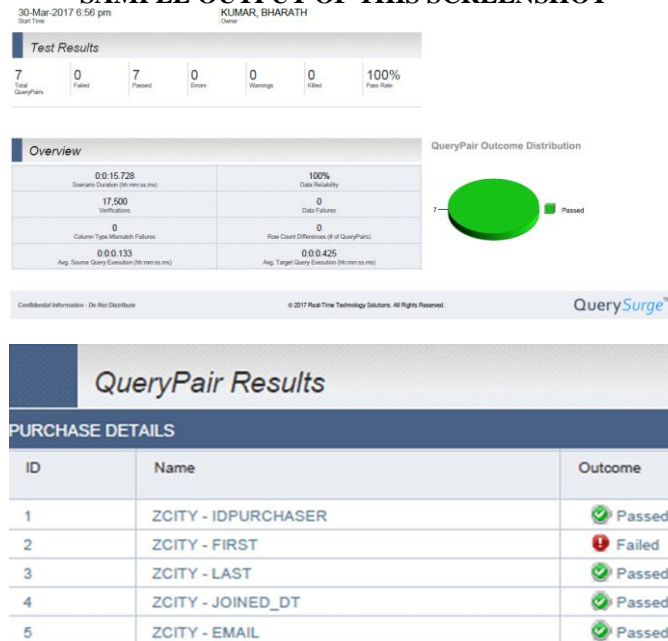 SAMPLE OUTPUT OF THIS SCREENSHOT
30-Mar-2017 6:56 pm KUMAR, BHARATH
Start Time Owner
Test Results
7 0 7 0 0 0 100%
Total QueryPairs Failed Passed Errors Warnings Killed Pass Rate
Overview QueryPair Outcome Distribution
0:0:15.728 100%
Scenario Duration (hh:mm:ss.ms) Data Reliability
17,500 0
Verifications Data Failures
7 Passed
0 0
Column Type Mismatch Failures Row Count Differences (# of QueryPairs)
0:0:0.133 0:0:0.425
Avg. Source Query Execution (hh:mm:ss.ms) Avg. Target Query Execution (hh:mm:ss.ms)
Confidential Information - Do Not Distribute © 2017 Real-Time Technology Solutions. All Rights Reserved. QuerySurge™
QueryPair Results
PURCHASE DETAILS
ID Name Outcome
1 ZCITY - IDPURCHASER Passed
2 ZCITY - FIRST Failed
3 ZCITY - LAST Passed
4 ZCITY - JOINED_DT Passed
5 ZCITY - EMAIL Passed